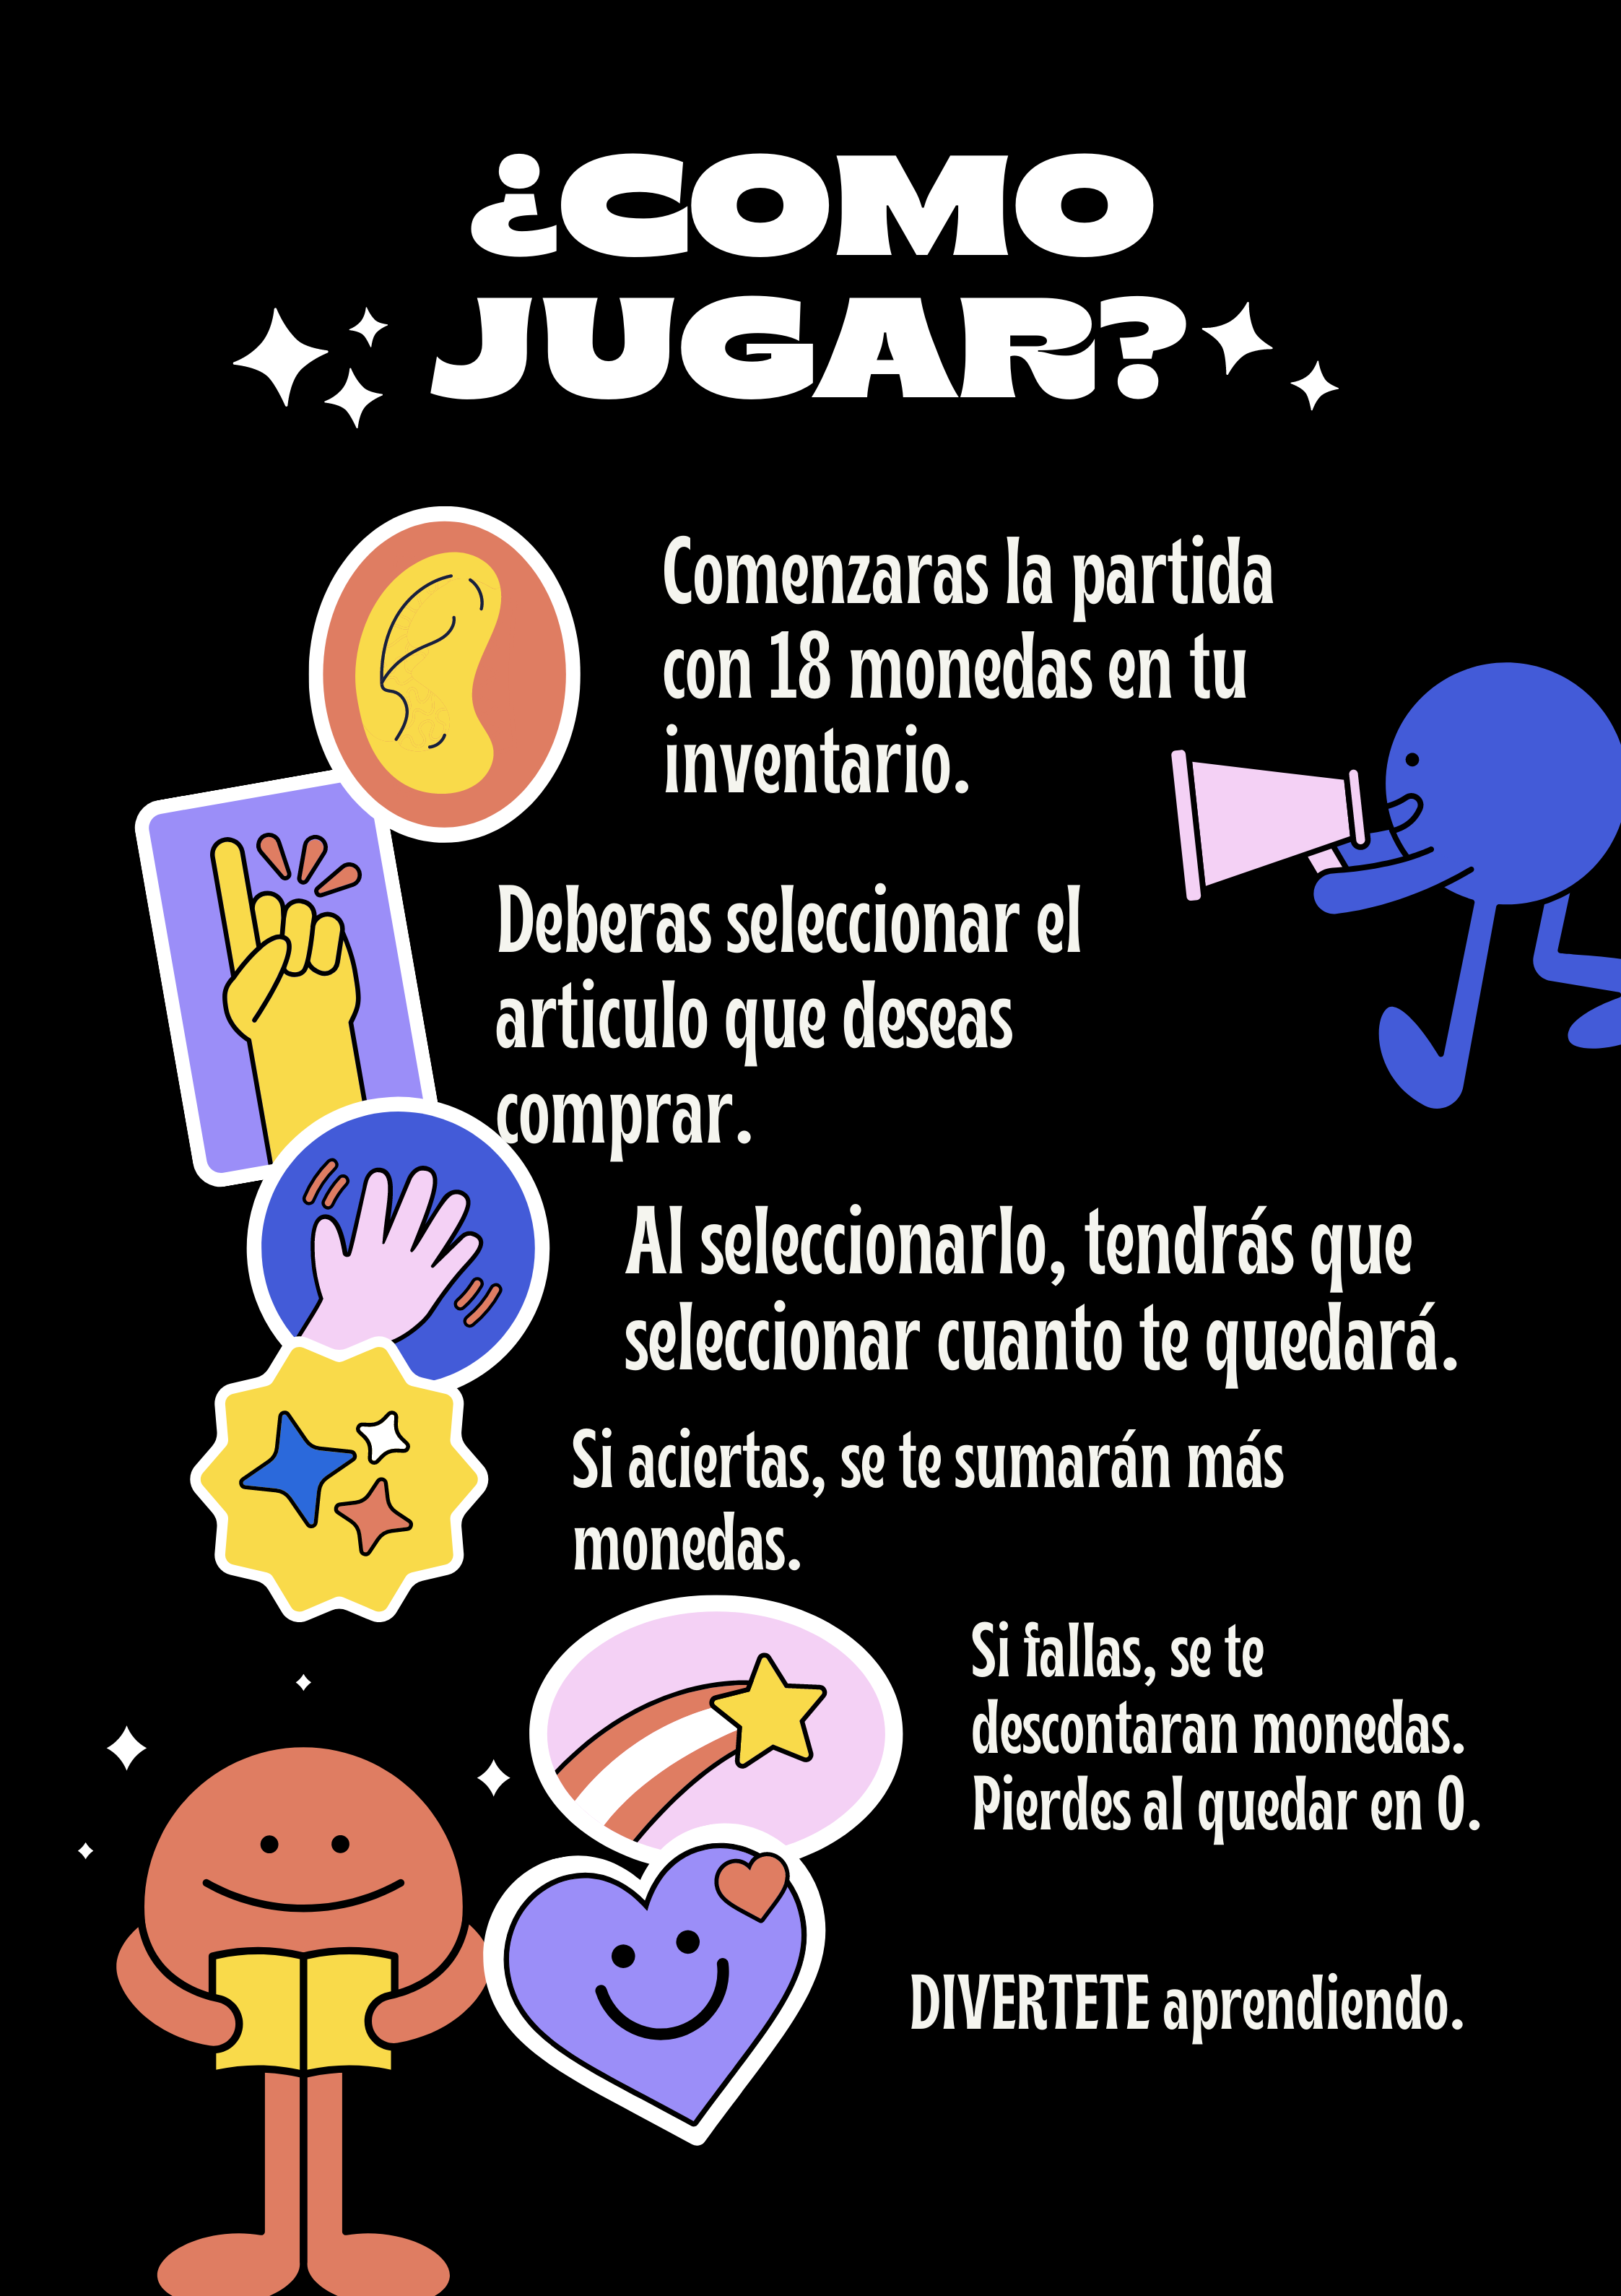 ¿COMO
JUGAR?
Comenzaras la partida
con 18 monedas en tu
inventario.
Deberas seleccionar el
articulo que deseas
comprar.
Al seleccionarlo, tendrás que
seleccionar cuanto te quedará.
Si aciertas, se te sumarán más
monedas.
Si fallas, se te
descontaran monedas.
Pierdes al quedar en 0.
DIVERTETE aprendiendo.